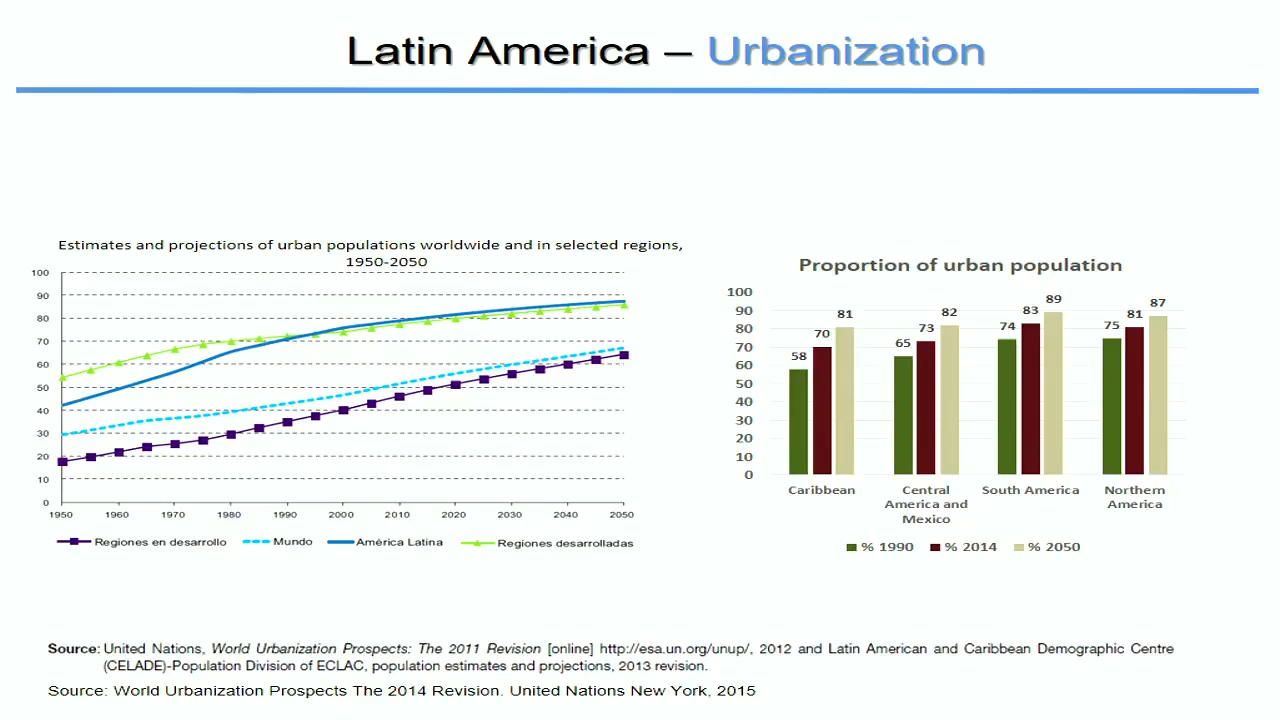 Latin America – Urbanization
Estimates and projections of urban populations worldwide and in selected regions,
1950-2050
100
90
80
70
60
50
40
30
20
10
0
1950 1960 1970 1980 1990 2000 2010 2020 2030 2040 2050
Regiones en desarrollo Mundo América Latina Regiones desarrolladas
Proportion of urban population
100
90
80
70
60
50
40
30
20
10
0
58 70 81 65 73 82 74 83 89 75 81 87
Caribbean Central South America Northern
America and America
Mexico
% 1990 % 2014 % 2050
Source: United Nations, World Urbanization Prospects: The 2011 Revision [online] http://esa.un.org/unup/, 2012 and Latin American and Caribbean Demographic Centre
(CELADE)-Population Division of ECLAC, population estimates and projections, 2013 revision.
Source: World Urbanization Prospects The 2014 Revision. United Nations New York, 2015